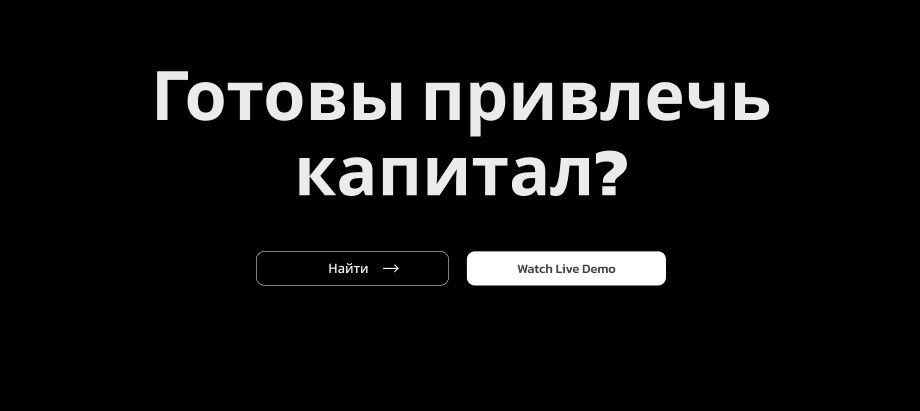 Готовы привлечь
капитал?
Найти
Watch Live Demo